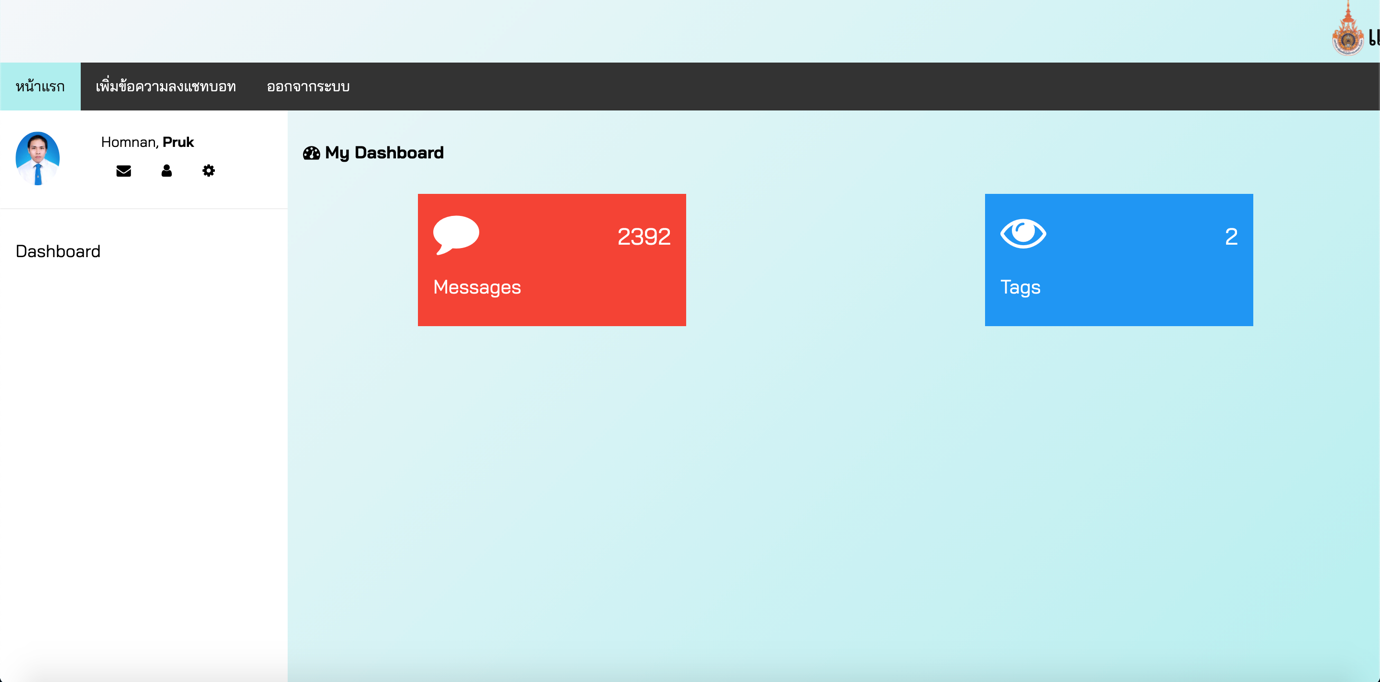 หน้าแรก เพิ่มข้อความลงแชทบอท ออกจากระบบ
Homnan, Pruk
Dashboard
My Dashboard
2392
Messages
2
Tags